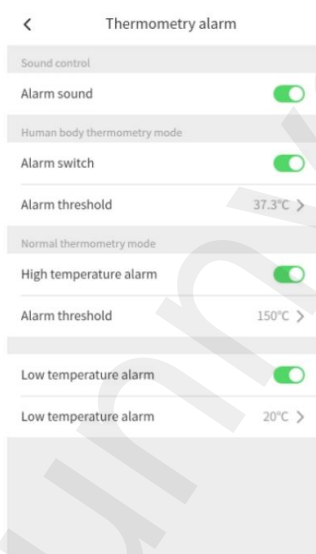 Thermometry alarm
Sound control
Alarm sound
Human body thermometry mode
Alarm switch
Alarm threshold 37.3°C
Normal thermometry mode
High temperature alarm
Alarm threshold 150°C
Low temperature alarm
Low temperature alarm 20°C